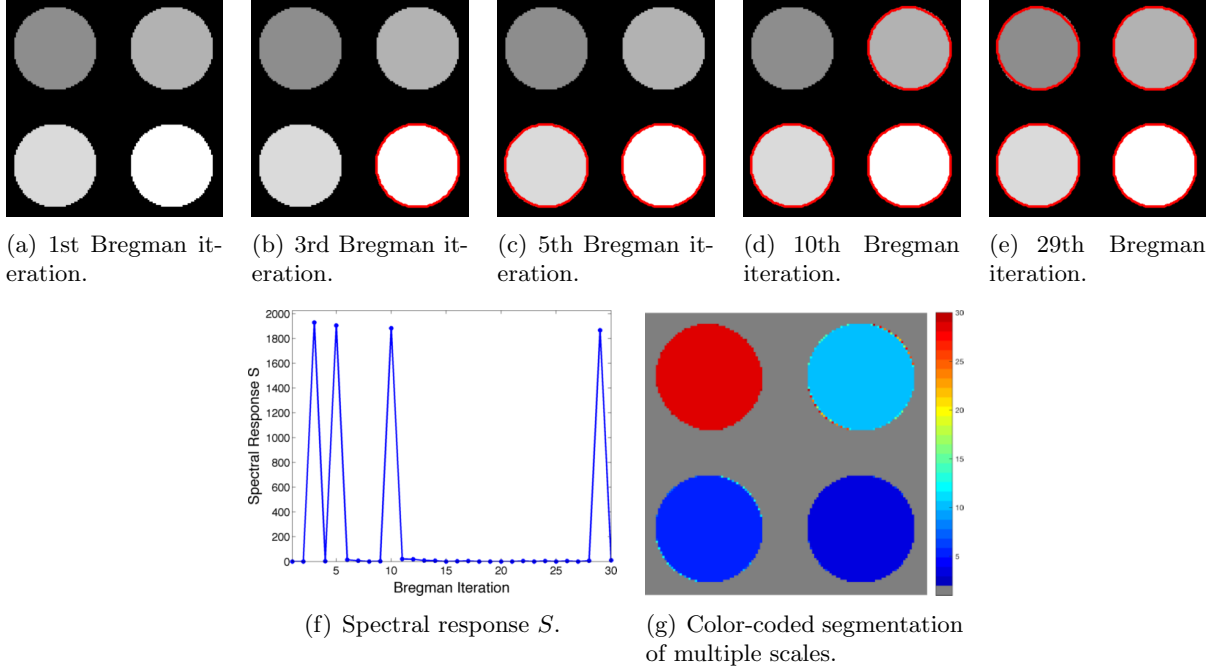 (a) 1st Bregman it-
eration.
(b) 3rd Bregman it-
eration.
(c) 5th Bregman it-
eration.
(d) 10th Bregman
iteration.
(e) 29th Bregman
iteration.
2000
1800
1600
1400
1200
1000
800
600
400
200
0
Spectral Response S
5
10
15
20
25
30
Bregman Iteration
30
25
20
15
10
5
(f) Spectral response S.
(g) Color-coded segmentation
of multiple scales.